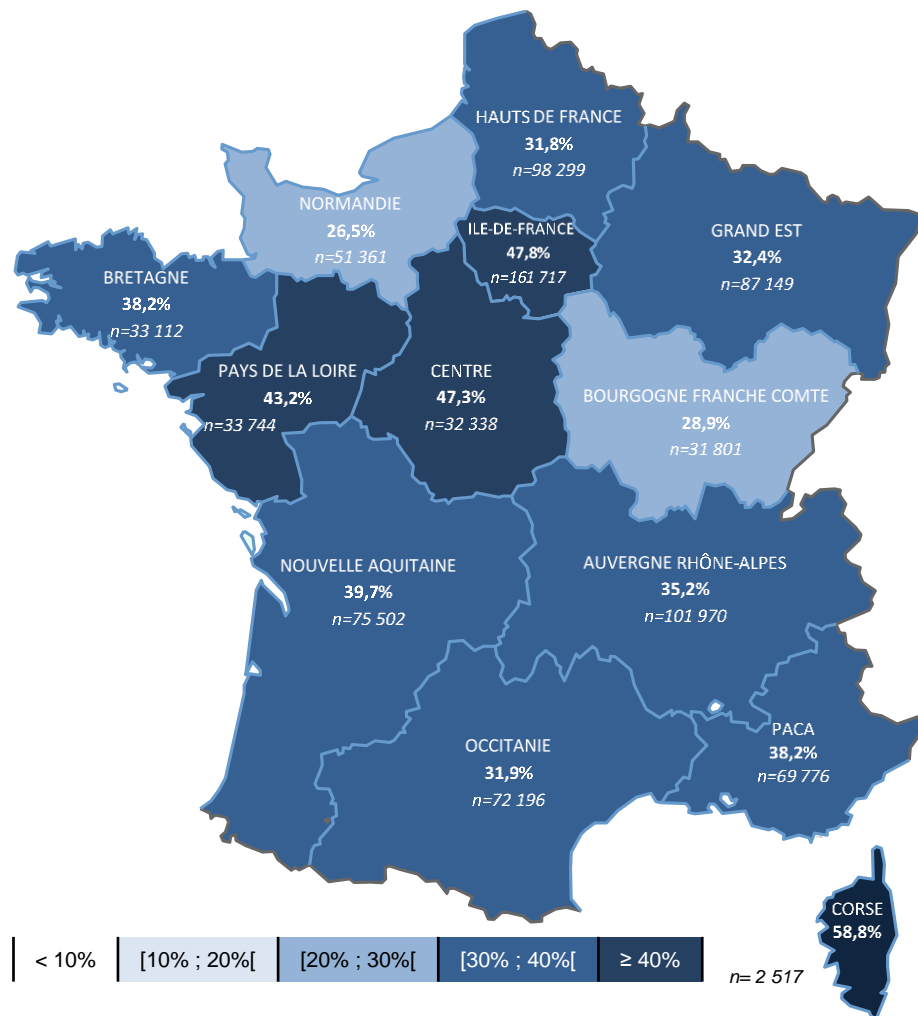 HAUTS DE FRANCE
31,8%
n=98 299
NORMANDIE
26,5%
n=51 361
ILE-DE-FRANCE
47,8%
n=161 717
GRAND EST
32,4%
n=87 149
BRETAGNE
38,2%
n=33 112
PAYS DE LA LOIRE
43,2%
n=33 744
CENTRE
47,3%
n=32 338
BOURGOGNE FRANCHE COMTE
28,9%
n=31 801
NOUVELLE AQUITAINE
39,7%
n=75 502
AUVERGNE RHÔNE-ALPES
35,2%
n=101 970
OCCITANIE
31,9%
n=72 196
PACA
38,2%
n=69 776
CORSE
58,8%
n= 2 517
< 10%
[10% ; 20%[
[20% ; 30%[
[30% ; 40%[
≥ 40%